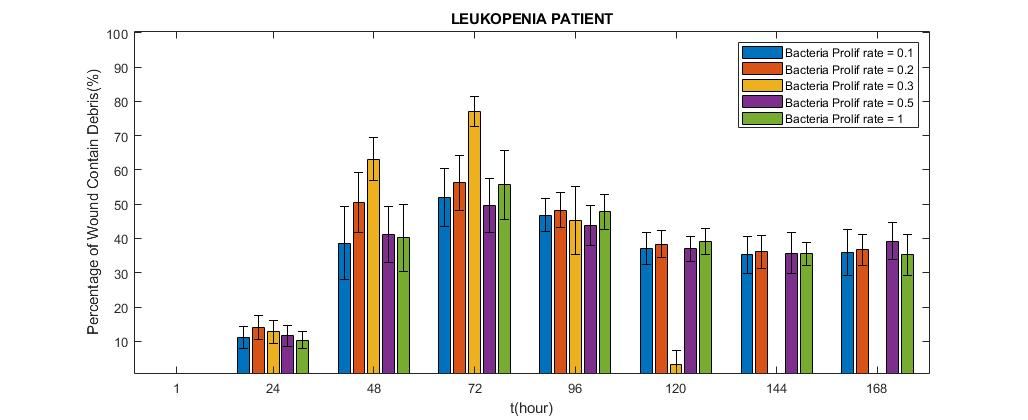 LEUKOPENIA PATIENT
Percentage of Wound Contain Debris(%)
100
90
80
70
60
50
40
30
20
10
Bacteria Prolif rate = 0.1
Bacteria Prolif rate = 0.2
Bacteria Prolif rate = 0.3
Bacteria Prolif rate = 0.5
Bacteria Prolif rate = 1
1 24 48 72 96 120 144 168
t(hour)